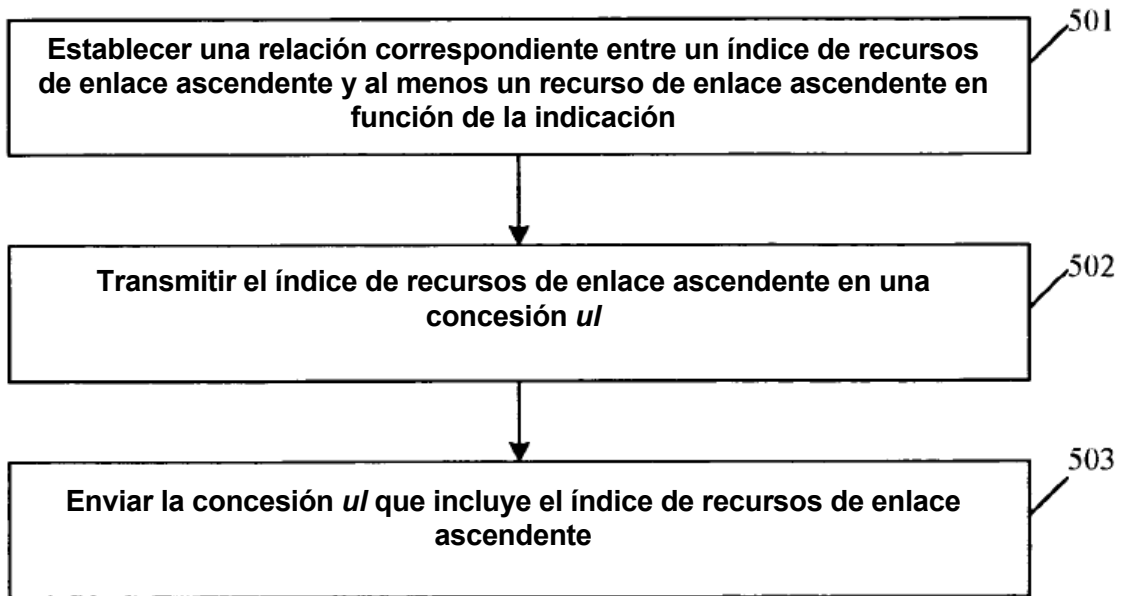 501
Establecer una relación correspondiente entre un índice de recursos
de enlace ascendente y al menos un recurso de enlace ascendente en
función de la indicación
502
Transmitir el índice de recursos de enlace ascendente en una
concesión ul
503
Enviar la concesión ul que incluye el índice de recursos de enlace
ascendente